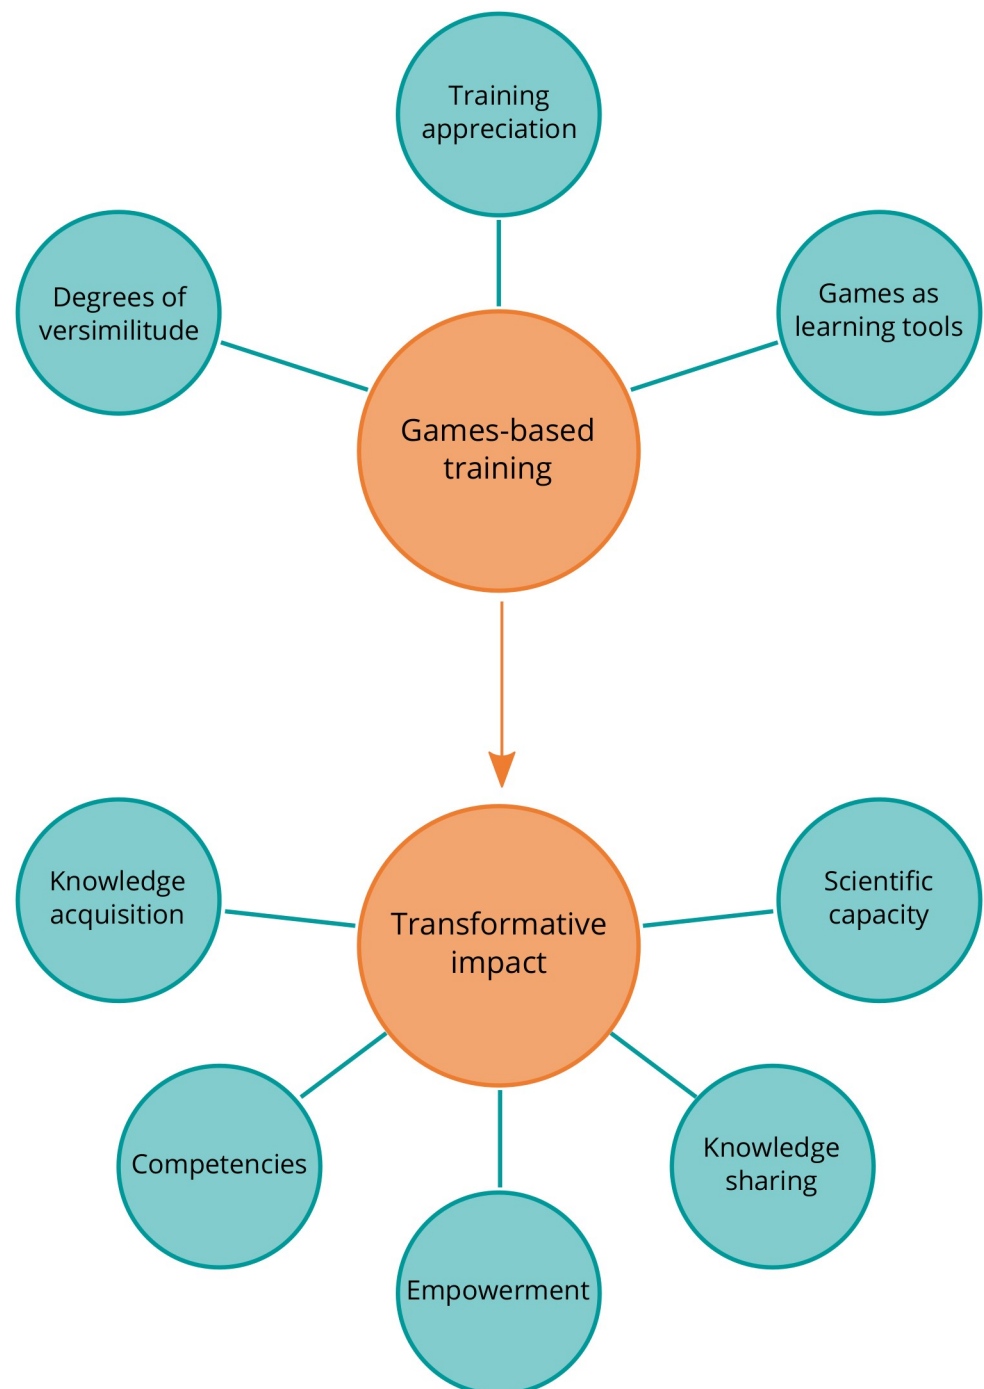 Training
appreciation
Degrees of
versimilitude
Games as
learning tools
Games-based
training
Knowledge
acquisition
Transformative
impact
Scientific
capacity
Competencies
Knowledge
sharing
Empowerment